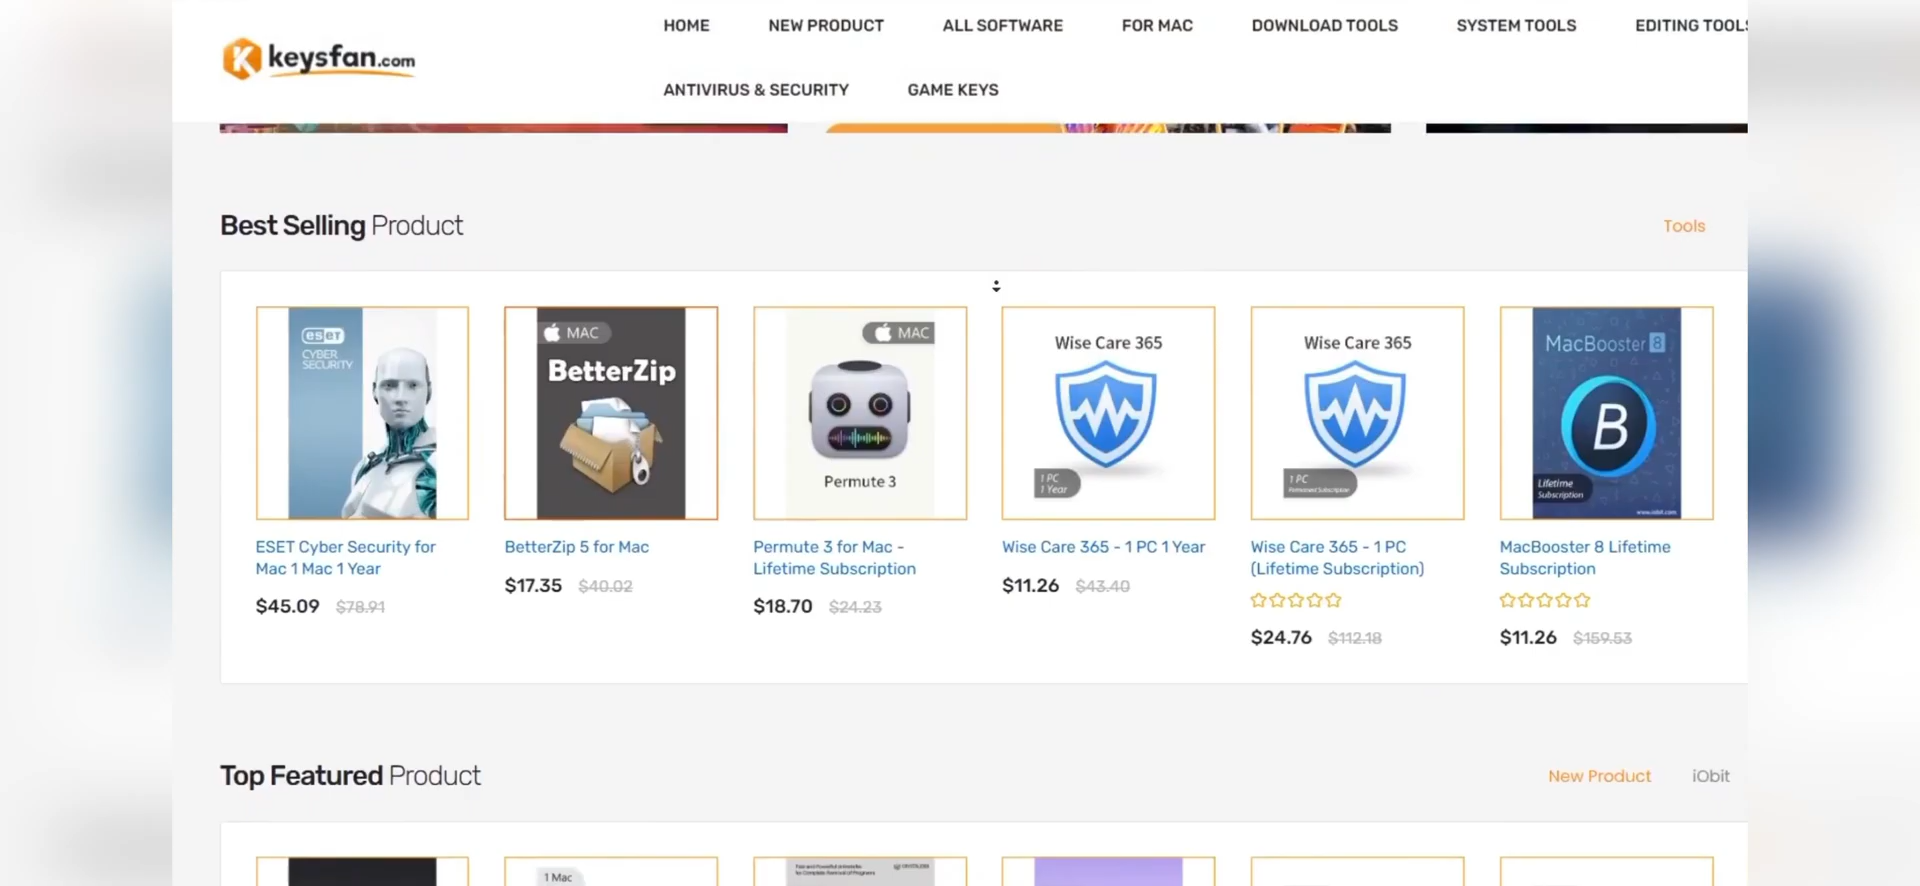 HOME NEW PRODUCT ALL SOFTWARE FOR MAC DOWNLOAD TOOLS SYSTEM TOOLS EDITING TOOLS
keysfan.com
ANTIVIRUS & SECURITY GAME KEYS
Best Selling Product
Tools
eseT
CYBER
SECURITY
MAC
BetterZip
MAC
Permute 3
Wise Care 365
1 PC
1 Year
Wise Care 365
1 PC
Permanent Subscription
MacBooster 8
B
Lifetime
Subscription
www.iobit.com
ESET Cyber Security for
Mac 1 Mac 1 Year
$45.09 $78.91
BetterZip 5 for Mac
$17.35 $40.02
Permute 3 for Mac -
Lifetime Subscription
$18.70 $24.23
Wise Care 365 - 1 PC 1 Year
$11.26 $43.40
Wise Care 365 - 1 PC
(Lifetime Subscription)
$24.76 $112.18
MacBooster 8 Lifetime
Subscription
$11.26 $159.53
Top Featured Product
New Product iObit
1 Mac